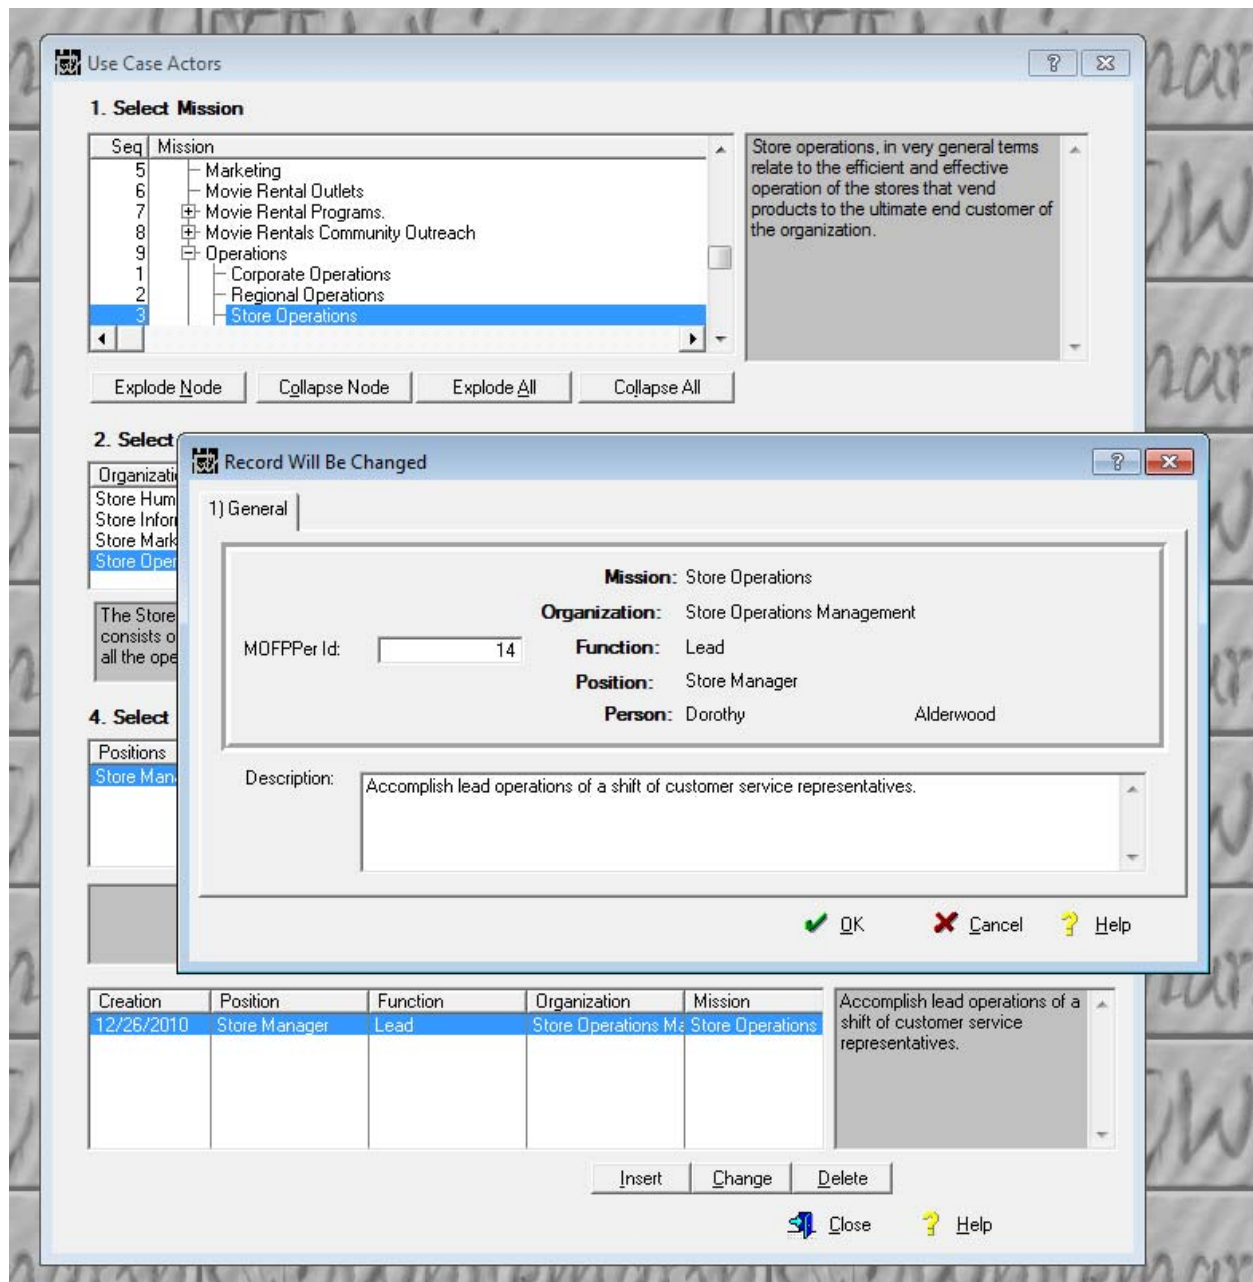 Use Case Actors
1. Select Mission
Seq Mission
5 Marketing
6 Movie Rental Outlets
7 Movie Rental Programs.
8 Movie Rentals Community Outreach
9 Operations
1 Corporate Operations
2 Regional Operations
3 Store Operations
Store operations, in very general terms
relate to the efficient and effective
operation of the stores that vend
products to the ultimate end customer of
the organization.
Explode Node Collapse Node Explode All Collapse All
2. Select
Store Hum
Store Infor
Store Mark
Store Oper
The Store
consists o
all the ope
4. Select
Positions
Store Man
Record Will Be Changed
1) General
Mission: Store Operations
Organization: Store Operations Management
MOFPPer Id: 14 Function: Lead
Position: Store Manager
Person: Dorothy Alderwood
Description: Accomplish lead operations of a shift of customer service representatives.
OK Cancel Help
Creation Position Function Organization Mission
12/26/2010 Store Manager Lead Store Operations Ma Store Operations
Accomplish lead operations of a
shift of customer service
representatives.
Insert Change Delete
Close Help